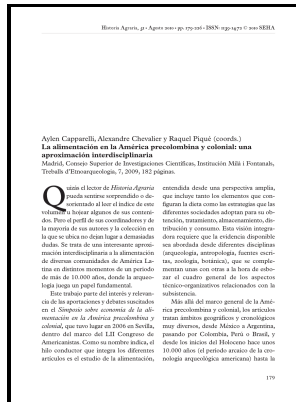 Historia Agraria, 51 · Agosto 2010 · pp. 179-226 · ISSN: 1139-1472 © 2010 SEHA
Aylen Capparelli, Alexandre Chevalier y Raquel Piqué (coords.)
La alimentación en la América precolombina y colonial: una
aproximación interdisciplinaria
Madrid, Consejo Superior de Investigaciones Científicas, Institución Milá i Fontanals,
Treballs d'Etnoarqueologia, 7, 2009, 182 páginas.
Quizás el lector de Historia Agraria
pueda sentirse sorprendido o de-
sorientado al leer el índice de este
volumen u hojear algunos de sus conteni-
dos. Pero el perfil de sus coordinadores y de
la mayoría de sus autores y la colección en
la que se ubica no dejan lugar a demasiadas
dudas. Se trata de una interesante aproxi-
mación interdisciplinaria a la alimentación
de diversas comunidades de América La-
tina en distintos momentos de un periodo
de más de 10.000 años, donde la arqueo-
logía juega un papel fundamental.
Este trabajo parte del interés y relevan-
cia de las aportaciones y debates suscitados
en el Simposio sobre economía de la ali-
mentación en la América precolombina y
colonial, que tuvo lugar en 2006 en Sevilla,
dentro del marco del LII Congreso de
Americanistas. Como su nombre indica, el
hilo conductor que integra los diferentes
artículos es el estudio de la alimentación,
entendida desde una perspectiva amplia,
que incluye tanto los elementos que con-
figuran la dieta como las estrategias que las
diferentes sociedades adoptan para su ob-
tención, tratamiento, almacenamiento, dis-
tribución y consumo. Esta visión integra-
dora requiere que la evidencia disponible
sea abordada desde diferentes disciplinas
(arqueología, antropología, fuentes escri-
tas, zoología, botánica), que se comple-
mentan unas con otras a la hora de esbo-
zar el cuadro general de los aspectos
técnico-organizativos relacionados con la
subsistencia.
Más allá del marco general de la Amé-
rica precolombina y colonial, los artículos
tratan ámbitos geográficos y cronológicos
muy diversos, desde México a Argentina,
pasando por Colombia, Perú o Brasil, y
desde los inicios del Holoceno hace unos
10.000 años (el período arcaico de la cro-
nología arqueológica americana) hasta la
179